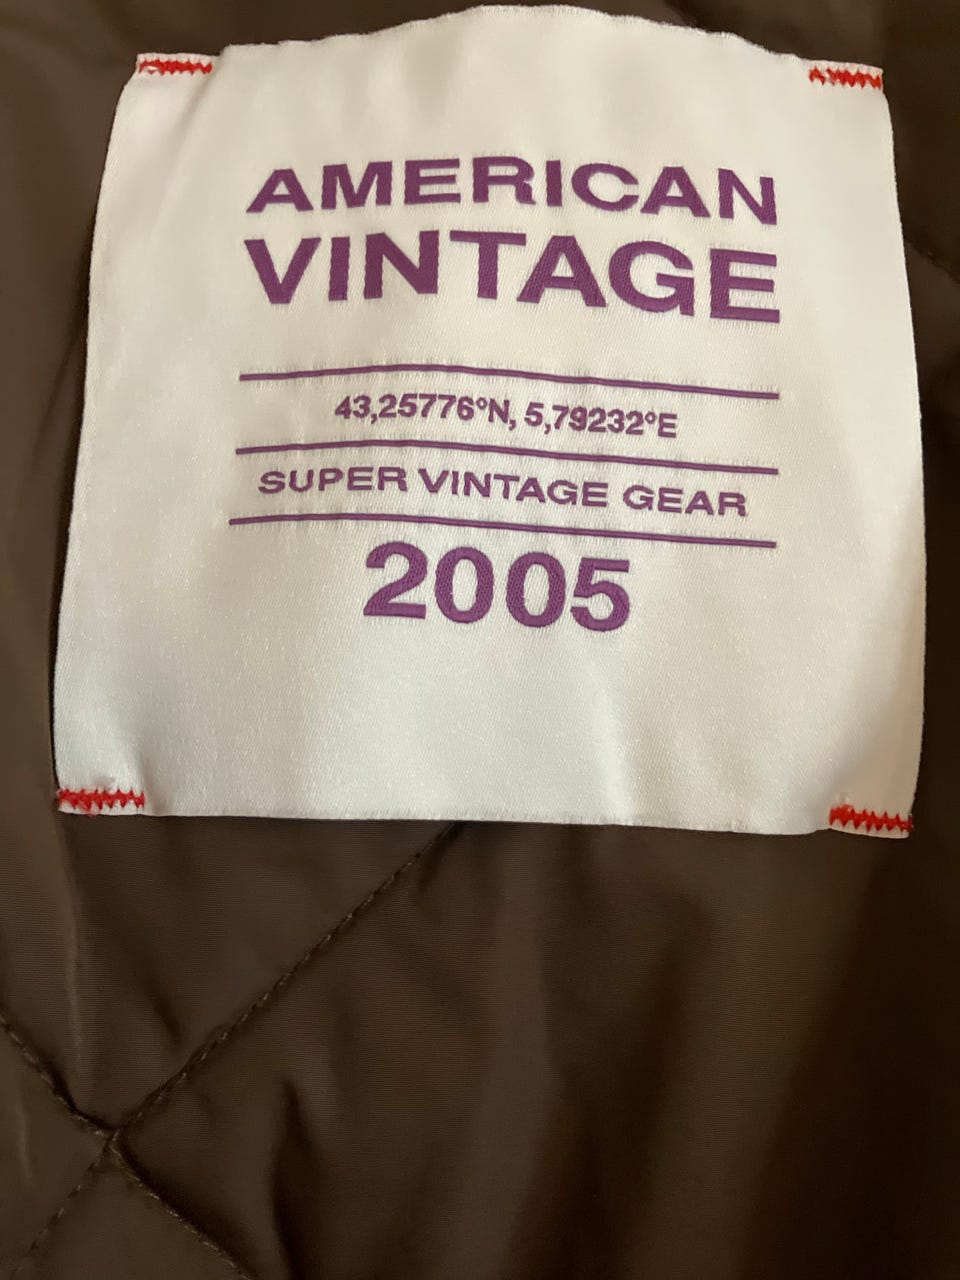 AMERICAN
VINTAGE
43,25776°N, 5,79232°E
SUPER VINTAGE GEAR
2005